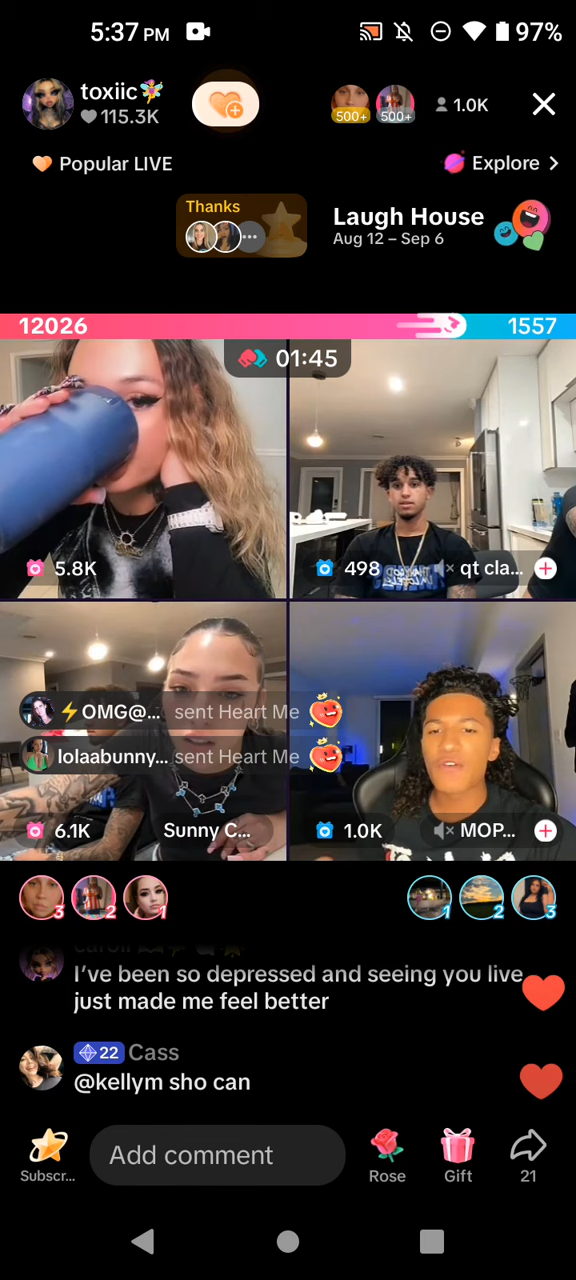 5:37 PM
97%
toxiic
115.3K
500+
500+
1.0K
Popular LIVE
Explore
Thanks
Laugh House
Aug 12 – Sep 6
12026
1557
01:45
5.8K
498
qt cla...
OMG@... sent Heart Me
lolaabunny... sent Heart Me
6.1K
Sunny C...
1.0K
MOP...
3
2
1
1
2
3
I've been so depressed and seeing you live
just made me feel better
22 Cass
@kellym sho can
Add comment
Subscr...
Rose
Gift
21